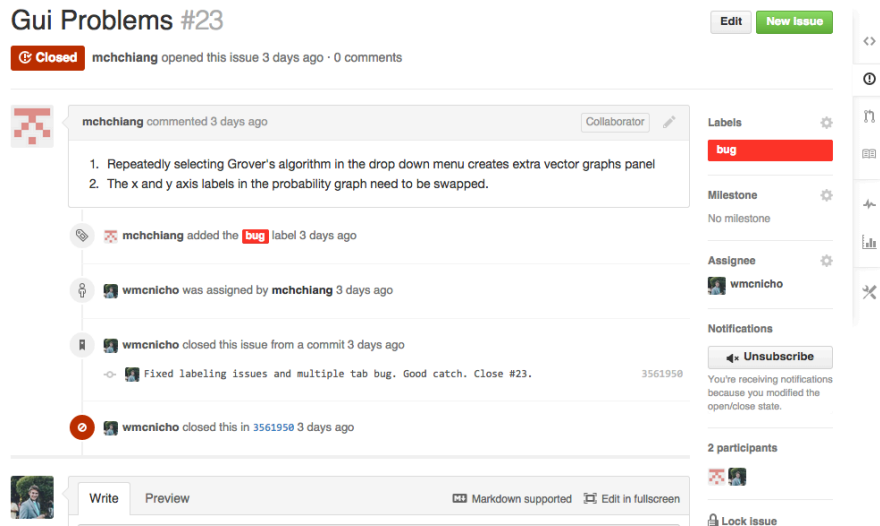 Gui Problems #23
Edit
New issue
Closed mchchiang opened this issue 3 days ago · 0 comments
mchchiang commented 3 days ago
Collaborator
1. Repeatedly selecting Grover's algorithm in the drop down menu creates extra vector graphs panel
2. The x and y axis labels in the probability graph need to be swapped.
mchchiang added the bug label 3 days ago
wmcnicho was assigned by mchchiang 3 days ago
wmcnicho closed this issue from a commit 3 days ago
Fixed labeling issues and multiple tab bug. Good catch. Close #23. 3561950
wmcnicho closed this in 3561950 3 days ago
Write
Preview
Markdown supported
Edit in fullscreen
Labels
bug
Milestone
No milestone
Assignee
wmcnicho
Notifications
Unsubscribe
You're receiving notifications
because you modified the
open/close state.
2 participants
Lock issue